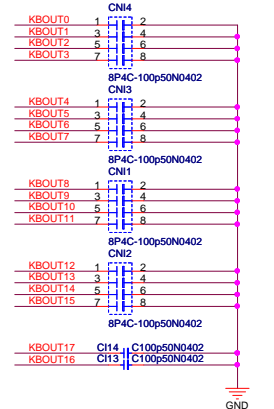 CNI4
KBOUT0 1 2
KBOUT1 3 4
KBOUT2 5 6
KBOUT3 7 8
8P4C-100p50N0402
CNI3
KBOUT4 1 2
KBOUT5 3 4
KBOUT6 5 6
KBOUT7 7 8
8P4C-100p50N0402
CNI1
KBOUT8 1 2
KBOUT9 3 4
KBOUT10 5 6
KBOUT11 7 8
8P4C-100p50N0402
CNI2
KBOUT12 1 2
KBOUT13 3 4
KBOUT14 5 6
KBOUT15 7 8
8P4C-100p50N0402
KBOUT17 CI14 C100p50N0402
KBOUT16 CI13 C100p50N0402
GND